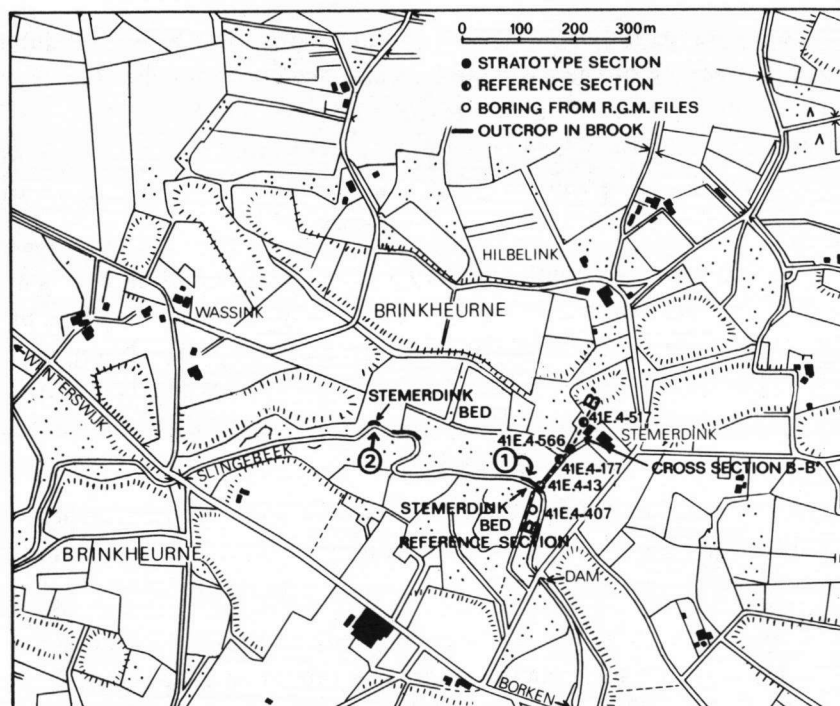 0 100 200 300m
STRATOTYPE SECTION
REFERENCE SECTION
BORING FROM R.G.M. FILES
OUTCROP IN BROOK
HILBELINK
WASSINK
BRINKHEURNE
WINTERSWIJK
STEMERDINK
BED
B'
41E.4-517
41E.4-566
STEMERDINK
SLINGEBEEK
2
1
41E.4-177
CROSS SECTION B-B'
41E.4-13
STEMERDINK
BED
41E.4-407
REFERENCE SECTION
B
BRINKHEURNE
DAM
BORKEN